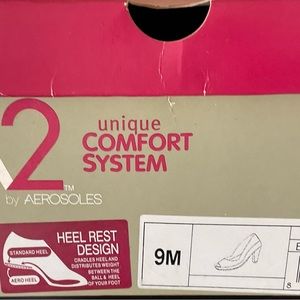 2™
by AEROSOLES
unique
COMFORT
SYSTEM
STANDARD HEEL
AERO HEEL
HEEL REST
DESIGN
CRADLES HEEL AND
DISTRIBUTES WEIGHT
BETWEEN THE
BALL & HEEL
OF YOUR FOOT
9M